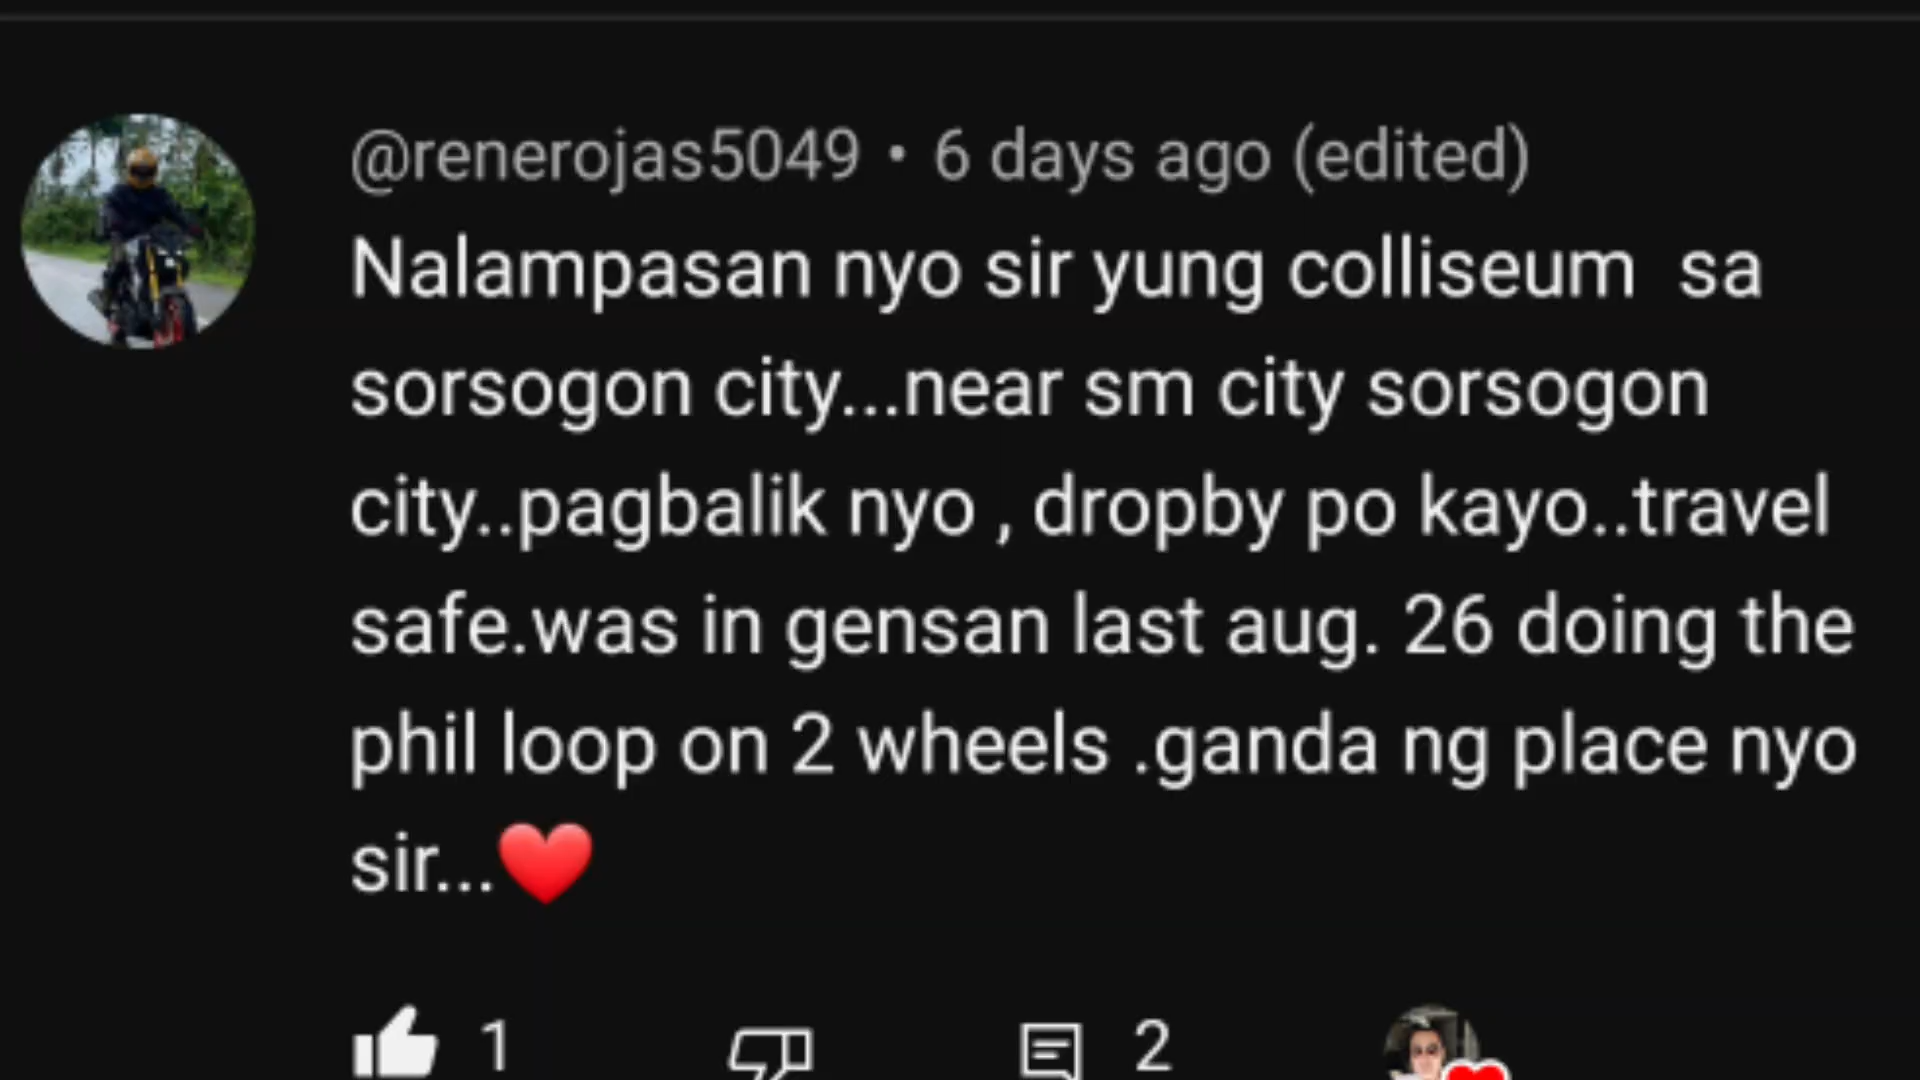 @renerojas5049 • 6 days ago (edited)
Nalampasan nyo sir yung colliseum  sa
sorsogon city...near sm city sorsogon
city..pagbalik nyo , dropby po kayo..travel
safe.was in gensan last aug. 26 doing the
phil loop on 2 wheels .ganda ng place nyo
sir...❤️
1 2